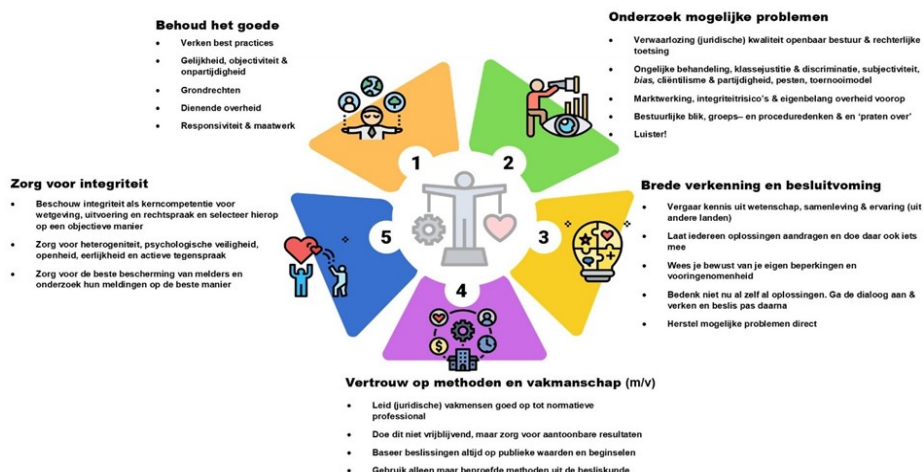 Behoud het goede
• Verken best practices
• Gelijkheid, objectiviteit &
onpartijdigheid
• Grondrechten
• Dienende overheid
• Responsiviteit & maatwerk
Onderzoek mogelijke problemen
• Verwaarlozing (juridische) kwaliteit openbaar bestuur & rechterlijke
toetsing
• Ongelijke behandeling, klassejustitie & discriminatie, subjectiviteit,
bias, cliëntilisme & partijdigheid, pesten, toernooimodel
• Marktwerking, integriteitrisico's & eigenbelang overheid voorop
• Bestuurlijke blik, groeps– en proceduredenken & en 'praten over'
• Luister!
1
2
3
4
5
Zorg voor integriteit
• Beschouw integriteit als kerncompetentie voor
wetgeving, uitvoering en rechtspraak en selecteer hierop
op een objectieve manier
• Zorg voor heterogeniteit, psychologische veiligheid,
openheid, eerlijkheid en actieve tegenspraak
• Zorg voor de beste bescherming van melders en
onderzoek hun meldingen op de beste manier
Brede verkenning en besluitvoming
• Vergaar kennis uit wetenschap, samenleving & ervaring (uit
andere landen)
• Laat iedereen oplossingen aandragen en doe daar ook iets
mee
• Wees je bewust van je eigen beperkingen en
vooringenomenheid
• Bedenk niet nu al zelf al oplossingen. Ga de dialoog aan &
verken en beslis pas daarna
• Herstel mogelijke problemen direct
$
Vertrouw op methoden en vakmanschap (m/v)
• Leid (juridische) vakmensen goed op tot normatieve
professional
• Doe dit niet vrijblijvend, maar zorg voor aantoonbare resultaten
• Baseer beslissingen altijd op publieke waarden en beginselen
• Gebruik alleen maar beproefde methoden uit de besliskunde